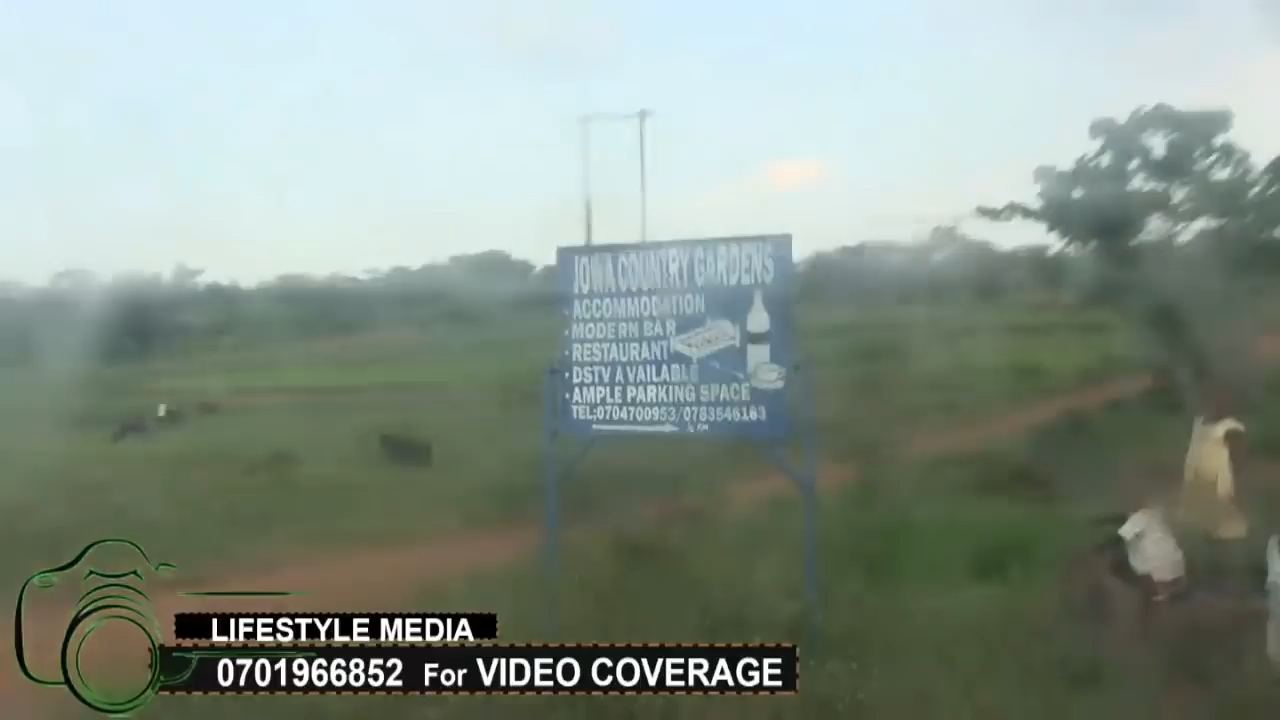 IOWA COUNTRY GARDENS
· ACCOMMODATION
· MODERN BAR
· RESTAURANT
· DSTV AVAILABLE
· AMPLE PARKING SPACE
TEL:0704700953/0783546163
LIFESTYLE MEDIA
0701966852 For VIDEO COVERAGE